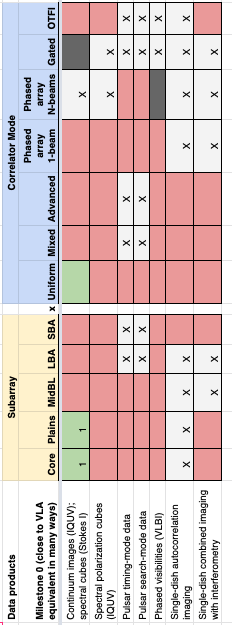 Data products Subarray Correlator Mode
Milestone 0 (close to VLA
equivalent in many ways) Core Plains MidBL LBA SBA x Uniform Mixed Advanced Phased array 1-beam Phased array N-beams Gated OTFI
Continuum images (IQUV);
spectral cubes (Stokes I) 1 1 x
Spectral polarization cubes
(IQUV) x x
Pulsar timing-mode data x x x x x x
Pulsar search-mode data x x x x x x
Phased visibilities (VLBI) x x
Single-dish autocorrelation
imaging x x x x x x x x
Single-dish combined imaging
with interferometry x x x x x